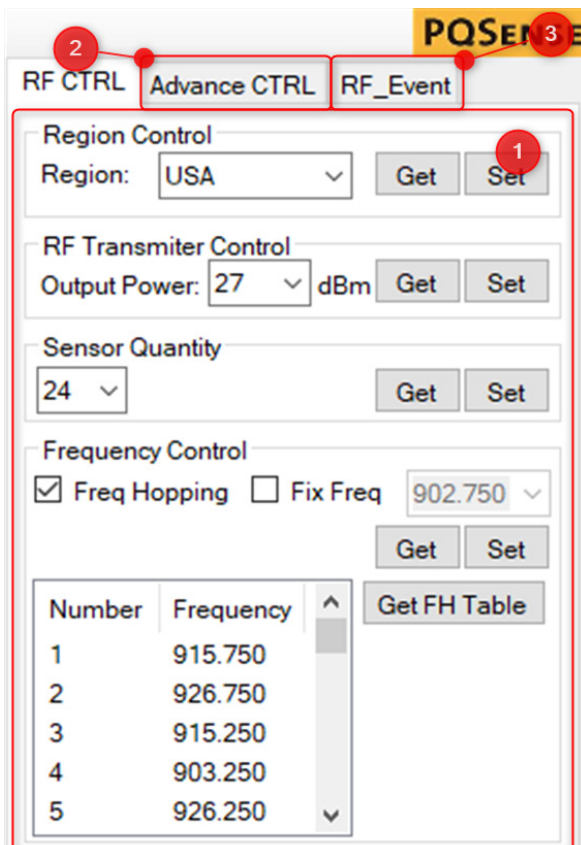 PQSENSE
2
3
RF CTRL Advance CTRL RF_Event
Region Control
1
Region: USA Get Set
RF Transmiter Control
Output Power: 27 dBm Get Set
Sensor Quantity
24 Get Set
Frequency Control
Freq Hopping Fix Freq 902.750
Get Set
Number Frequency Get FH Table
1 915.750
2 926.750
3 915.250
4 903.250
5 926.250